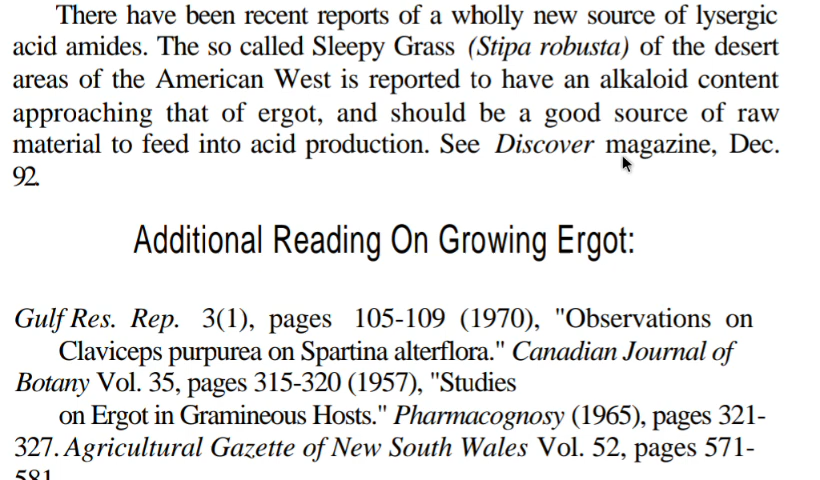 There have been recent reports of a wholly new source of lysergic
acid amides. The so called Sleepy Grass (Stipa robusta) of the desert
areas of the American West is reported to have an alkaloid content
approaching that of ergot, and should be a good source of raw
material to feed into acid production. See Discover magazine, Dec.
92.
Additional Reading On Growing Ergot:
Gulf Res. Rep. 3(1), pages 105-109 (1970), "Observations on
Claviceps purpurea on Spartina alterflora." Canadian Journal of
Botany Vol. 35, pages 315-320 (1957), "Studies
on Ergot in Gramineous Hosts." Pharmacognosy (1965), pages 321-
327. Agricultural Gazette of New South Wales Vol. 52, pages 571-
581